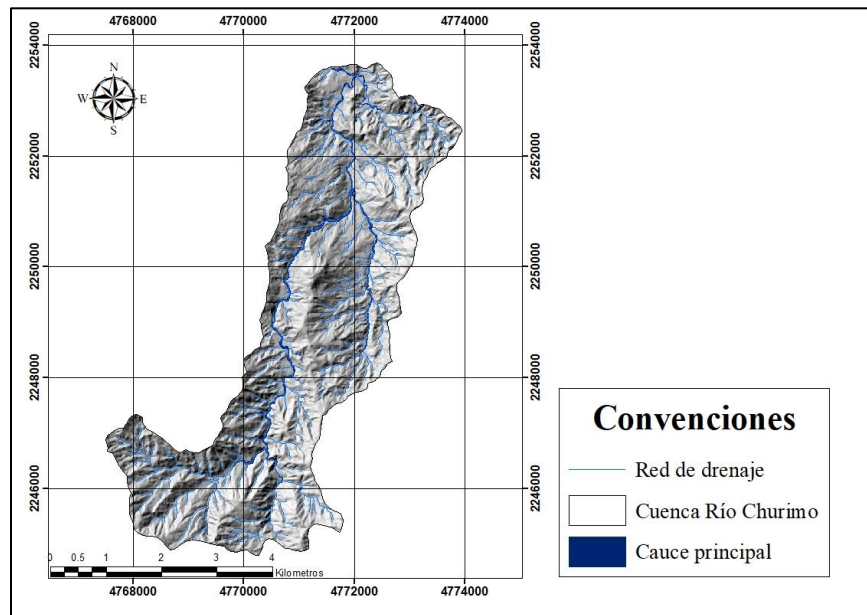 4768000 4770000 4772000 4774000
2254000 2254000
N
W E
S
2252000 2252000
2250000 2250000
2248000 2248000
2246000 2246000
0 0.5 1 2 3 4
Kilometros
4768000 4770000 4772000 4774000
Convenciones
Red de drenaje
Cuenca Río Churimo
Cauce principal